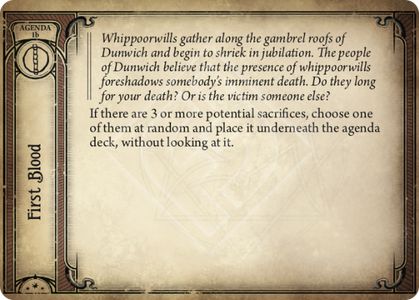 AGENDA
1b
First Blood
Whippoorwills gather along the gambrel roofs of
Dunwich and begin to shriek in jubilation. The people
of Dunwich believe that the presence of whippoorwills
foreshadows somebody's imminent death. Do they long
for your death? Or is the victim someone else?
If there are 3 or more potential sacrifices, choose one
of them at random and place it underneath the agenda
deck, without looking at it.